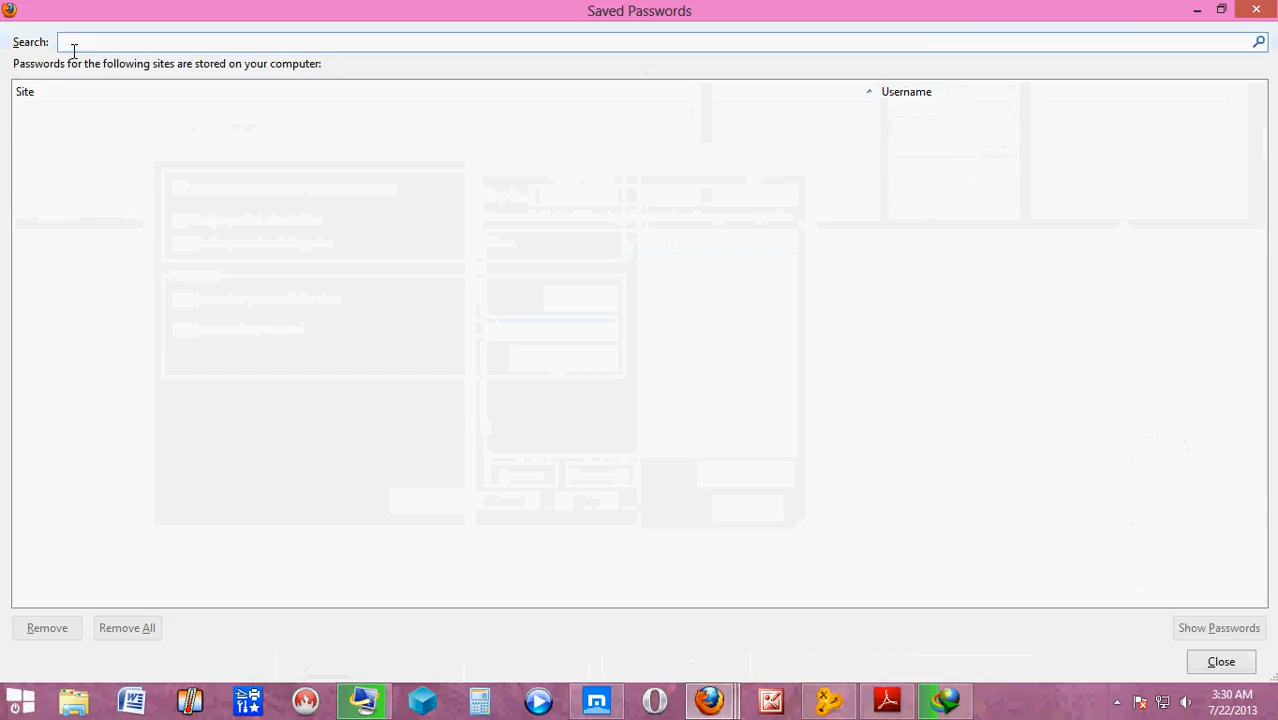 Saved Passwords
Search:
Passwords for the following sites are stored on your computer:
Site Username
Remove Remove All Show Passwords
Close
3:30 AM
7/22/2013